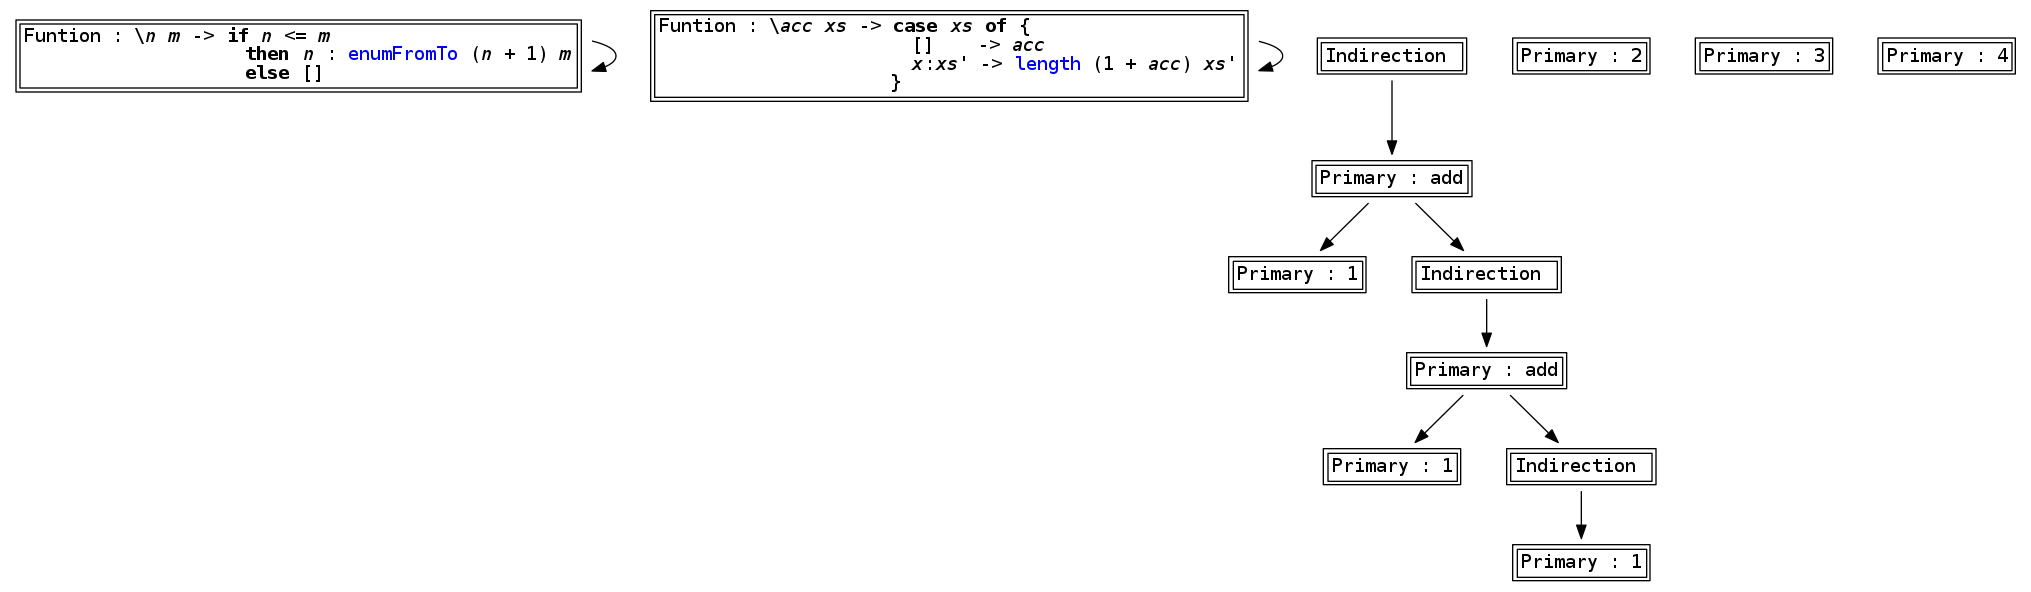 Funtion : \n m -> if n <= m
then n : enumFromTo (n + 1) m
else []
Funtion : \acc xs -> case xs of {
[] -> acc
x:xs' -> length (1 + acc) xs'
}
Indirection
Primary : 2
Primary : 3
Primary : 4
Primary : add
Primary : 1
Indirection
Primary : add
Primary : 1
Indirection
Primary : 1